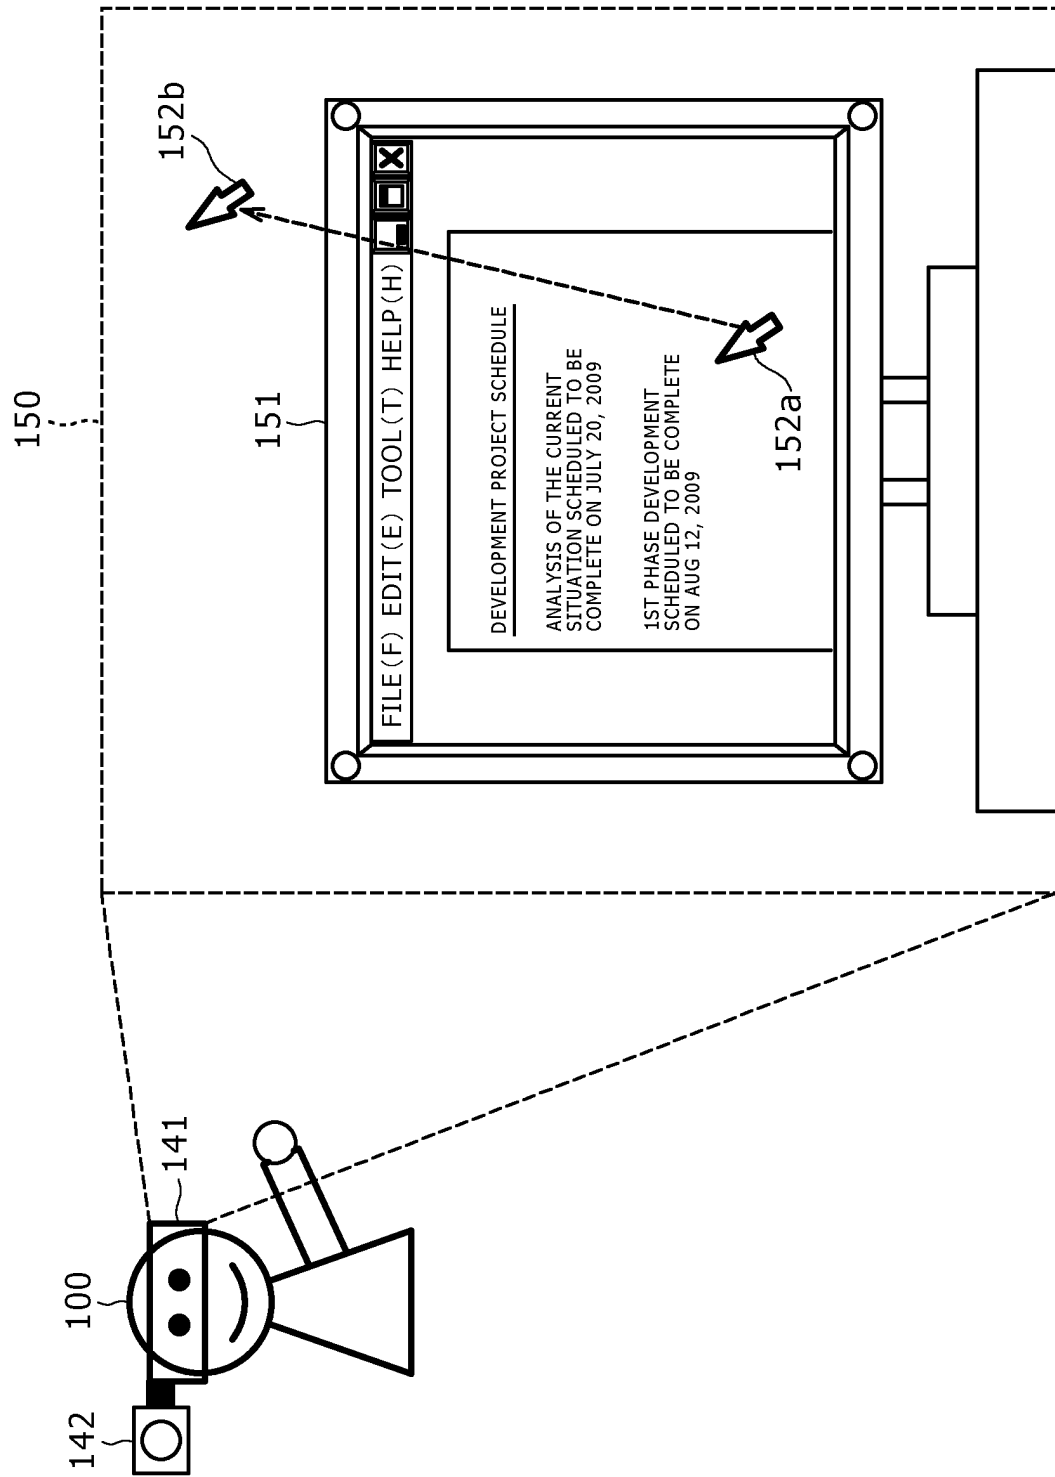 150
152b
151
FILE(F) EDIT(E) TOOL(T) HELP(H)
DEVELOPMENT PROJECT SCHEDULE
ANALYSIS OF THE CURRENT
SITUATION SCHEDULED TO BE
COMPLETE ON JULY 20, 2009
1ST PHASE DEVELOPMENT
SCHEDULED TO BE COMPLETE
ON AUG 12, 2009
152a
142
100
141